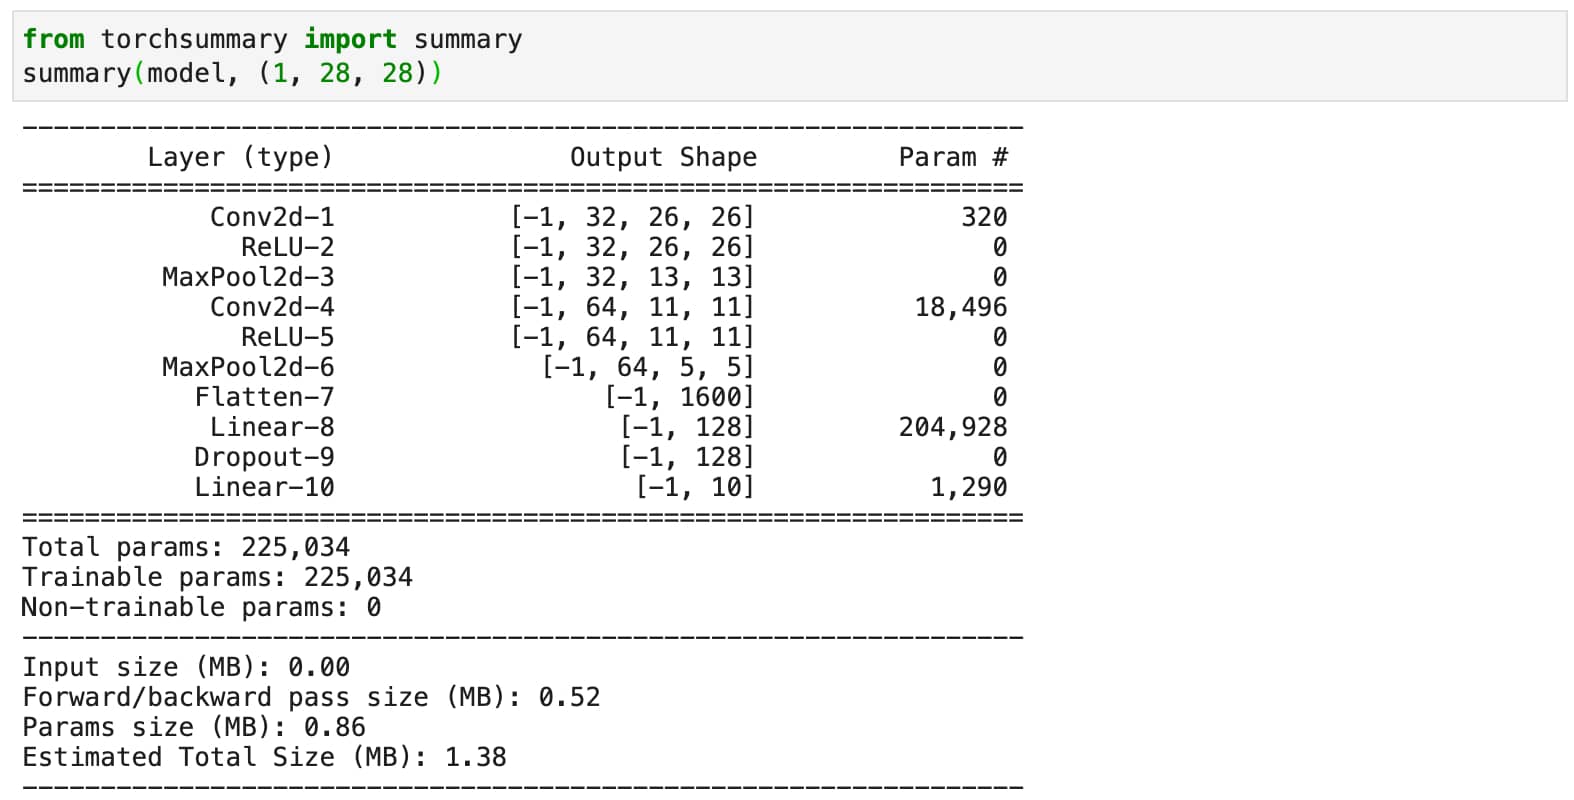 from torchsummary import summary
summary(model, (1, 28, 28))
----------------------------------------------------------------
Layer (type) Output Shape Param #
================================================================
Conv2d-1 [-1, 32, 26, 26] 320
ReLU-2 [-1, 32, 26, 26] 0
MaxPool2d-3 [-1, 32, 13, 13] 0
Conv2d-4 [-1, 64, 11, 11] 18,496
ReLU-5 [-1, 64, 11, 11] 0
MaxPool2d-6 [-1, 64, 5, 5] 0
Flatten-7 [-1, 1600] 0
Linear-8 [-1, 128] 204,928
Dropout-9 [-1, 128] 0
Linear-10 [-1, 10] 1,290
================================================================
Total params: 225,034
Trainable params: 225,034
Non-trainable params: 0
----------------------------------------------------------------
Input size (MB): 0.00
Forward/backward pass size (MB): 0.52
Params size (MB): 0.86
Estimated Total Size (MB): 1.38
----------------------------------------------------------------